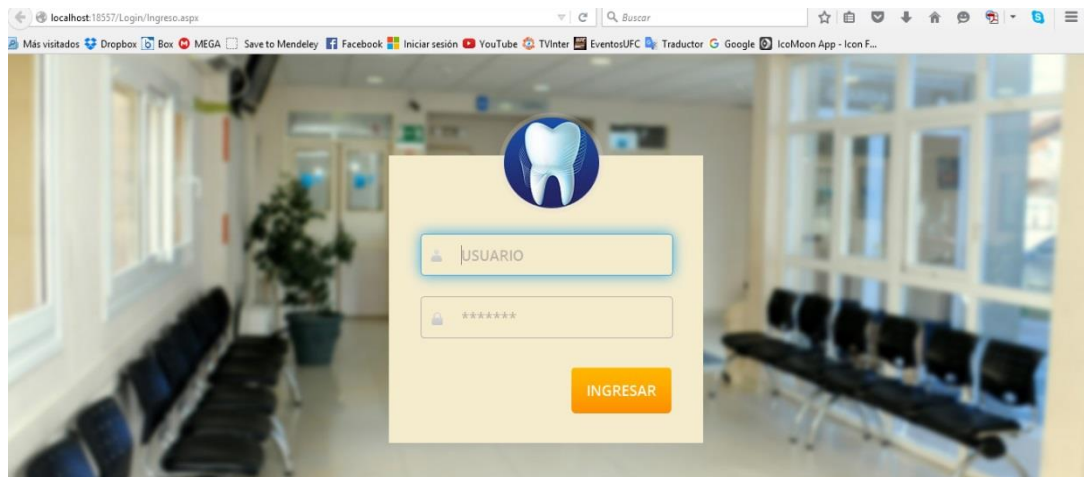 localhost:18557/Login/Ingreso.aspx Buscar
Más visitados Dropbox Box MEGA Save to Mendeley Facebook Iniciar sesión YouTube TVInter EventosUFC Traductor Google IcoMoon App - Icon F...
USUARIO
*******
INGRESAR